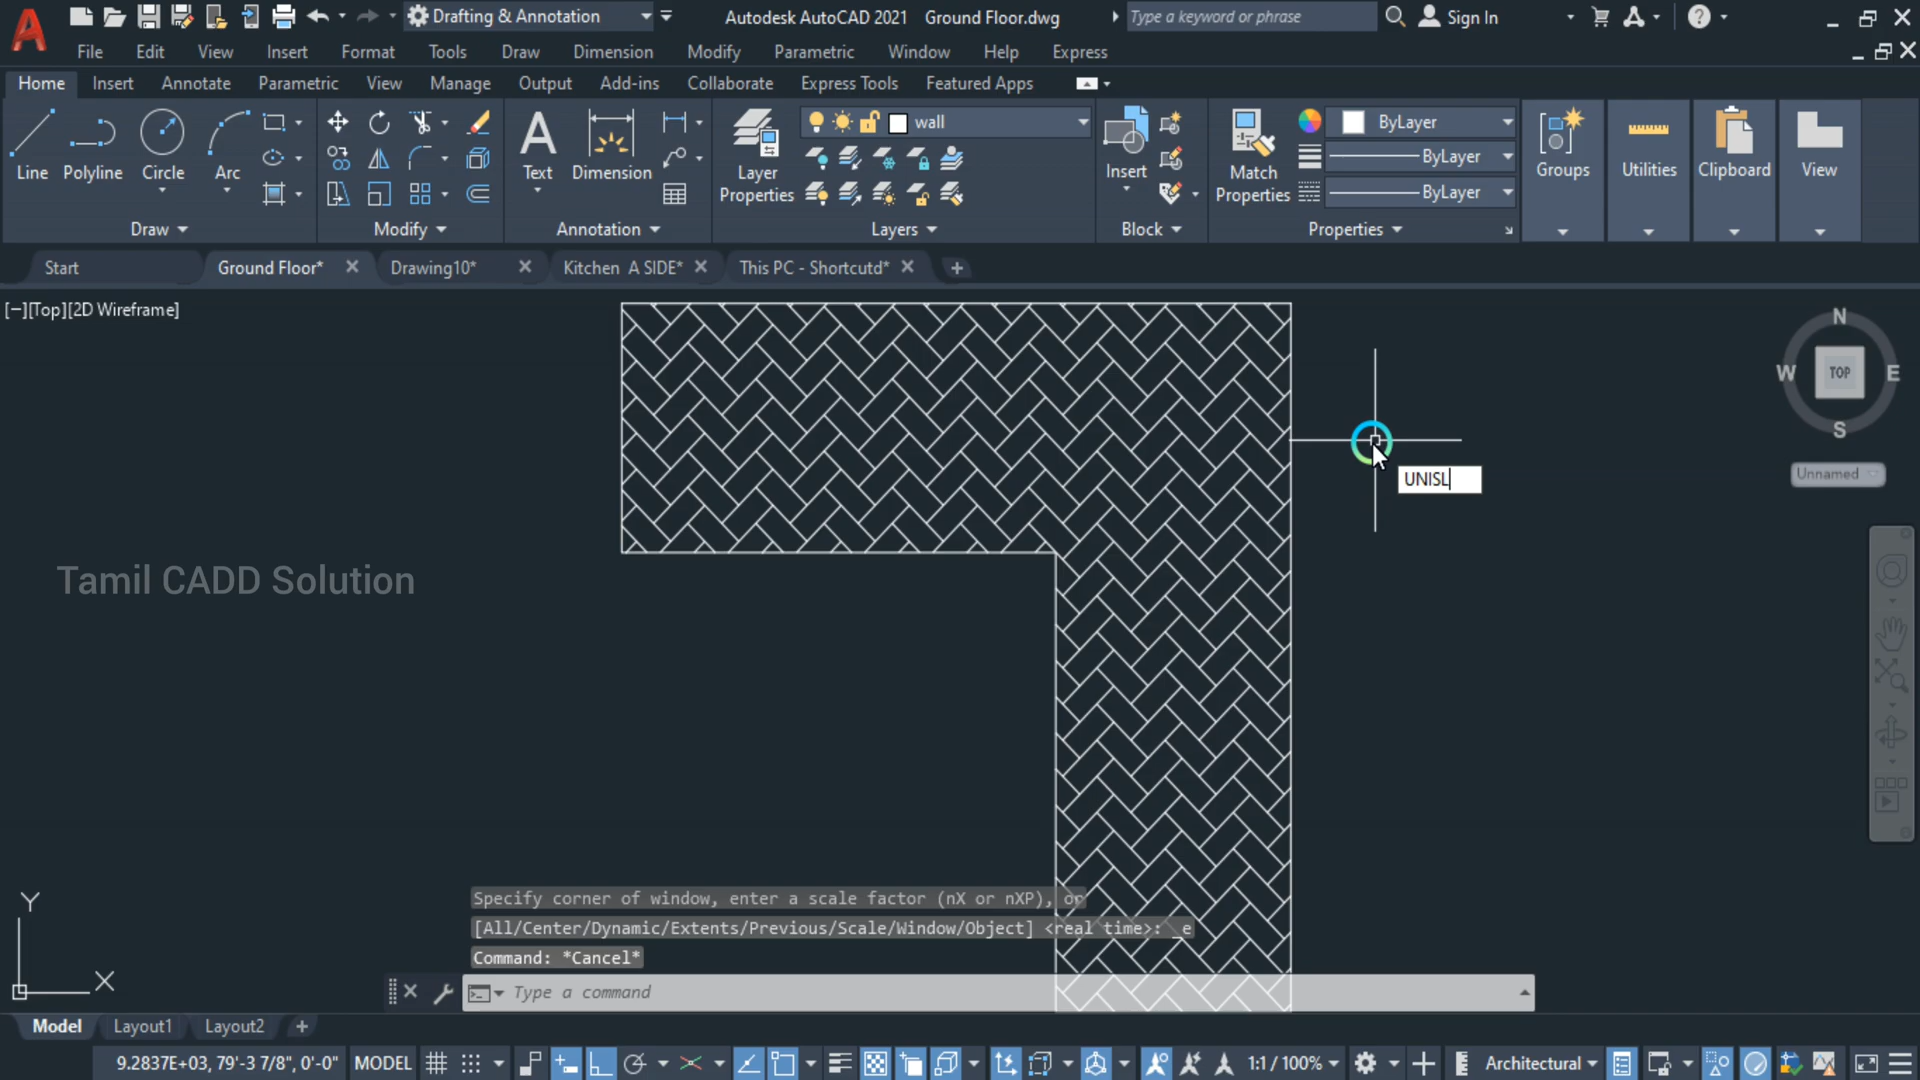 Drafting & Annotation
Autodesk AutoCAD 2021 Ground Floor.dwg
Type a keyword or phrase
Sign In
File Edit View Insert Format Tools Draw Dimension Modify Parametric Window Help Express
Home Insert Annotate Parametric View Manage Output Add-ins Collaborate Express Tools Featured Apps
Line Polyline Circle Arc
Text Dimension
Layer Properties
wall
Insert
Match Properties
ByLayer
ByLayer
ByLayer
Groups Utilities Clipboard View
Draw Modify Annotation Layers Block Properties
Start Ground Floor* Drawing10* Kitchen A SIDE* This PC - Shortcutd*
[−][Top][2D Wireframe]
N
W TOP E
S
Unnamed
UNISL
Tamil CADD Solution
Specify corner of window, enter a scale factor (nX or nXP), or
[All/Center/Dynamic/Extents/Previous/Scale/Window/Object] <real time>: _e
Command: *Cancel*
Type a command
Y
X
Model Layout1 Layout2
9.2837E+03, 79'-3 7/8", 0'-0" MODEL 1:1 / 100% Architectural